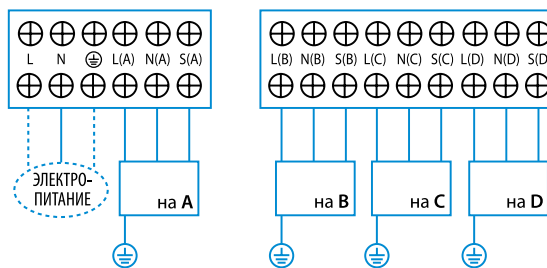 L N L(A) N(A) S(A)
L(B) N(B) S(B) L(C) N(C) S(C) L(D) N(D) S(D
ЭЛЕКТРО-
ПИТАНИЕ
на A
на B
на C
на D